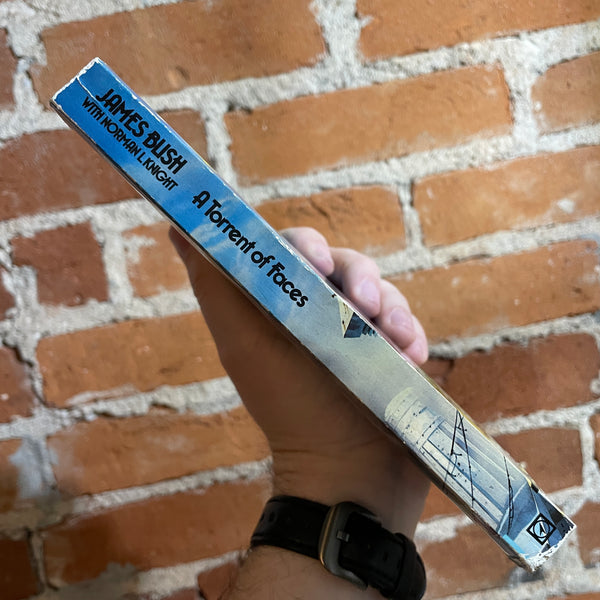 JAMES BLISH
WITH NORMAN L KNIGHT
A Torrent of Faces